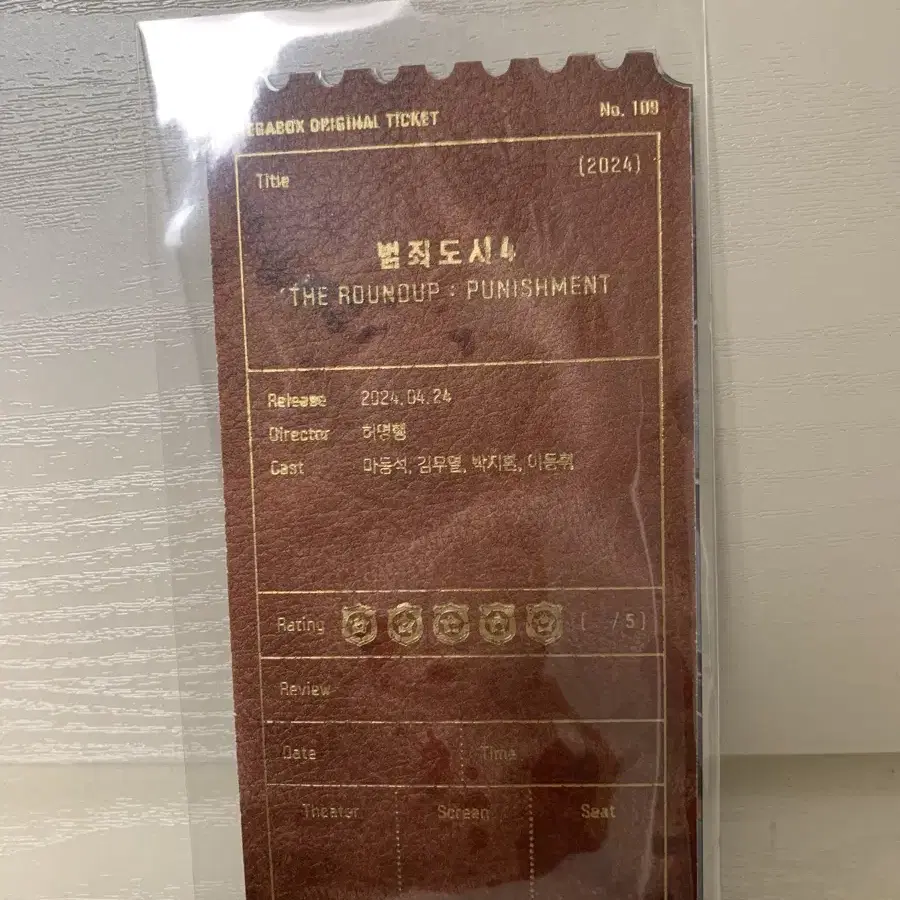 EGABOX ORIGINAL TICKET No. 109
Title (2024)
범죄도시4
THE ROUNDUP : PUNISHMENT
Release 2024.04.24
Director 허명행
Cast 마동석, 김무열, 박지환, 이동휘
Rating ( /5)
Review
Date Time
Theater Screen Seat